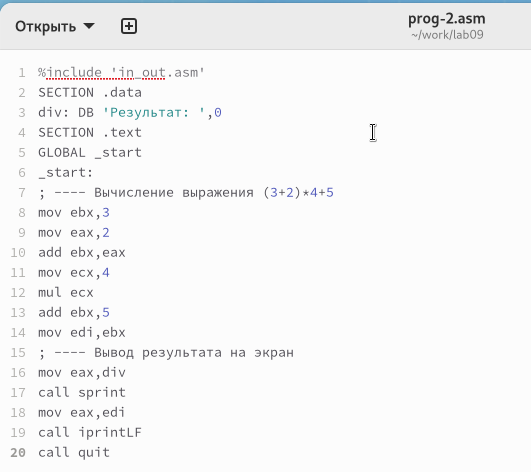 Открыть
prog-2.asm
~/work/lab09
1 %include 'in_out.asm'
2 SECTION .data
3 div: DB 'Результат: ',0
4 SECTION .text
5 GLOBAL _start
6 _start:
7 ; ---- Вычисление выражения (3+2)*4+5
8 mov ebx,3
9 mov eax,2
10 add ebx,eax
11 mov ecx,4
12 mul ecx
13 add ebx,5
14 mov edi,ebx
15 ; ---- Вывод результата на экран
16 mov eax,div
17 call sprint
18 mov eax,edi
19 call iprintLF
20 call quit